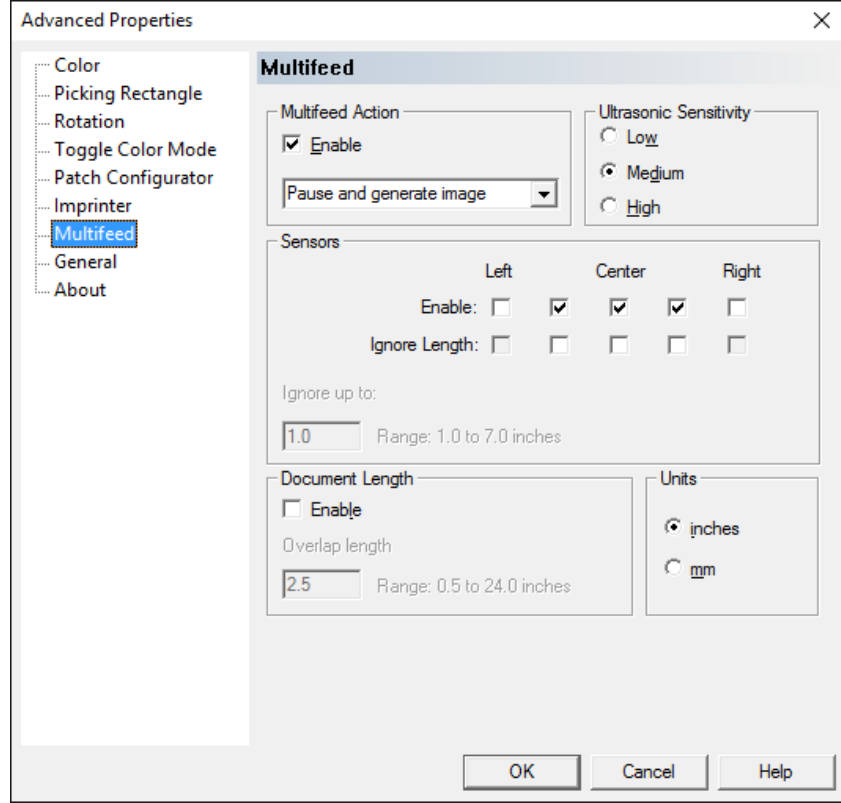 Advanced Properties
Color
Picking Rectangle
Rotation
Toggle Color Mode
Patch Configurator
Imprinter
Multifeed
General
About
Multifeed
Multifeed Action
Enable
Pause and generate image
Ultrasonic Sensitivity
Low
Medium
High
Sensors
Left Center Right
Enable:
Ignore Length:
Ignore up to:
1.0 Range: 1.0 to 7.0 inches
Document Length
Enable
Overlap length
2.5 Range: 0.5 to 24.0 inches
Units
inches
mm
OK Cancel Help